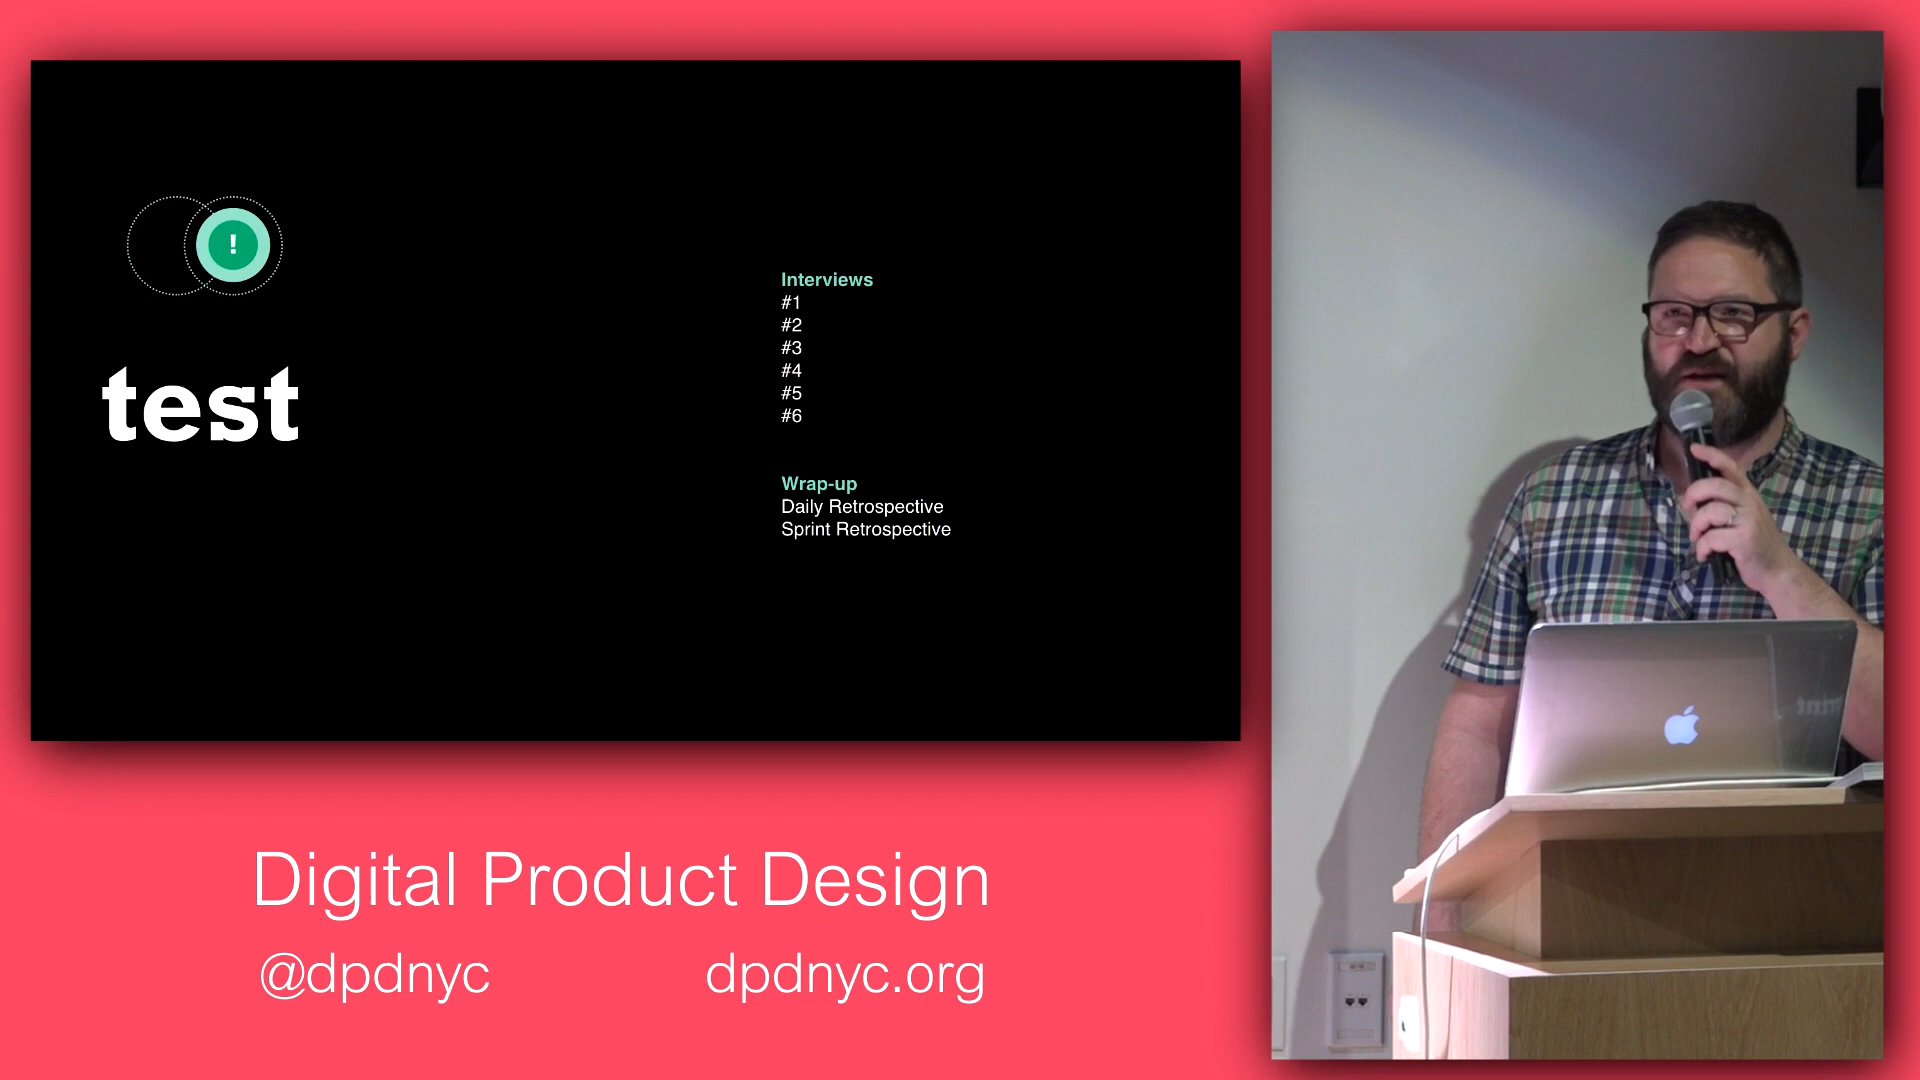 !
test
Interviews
#1
#2
#3
#4
#5
#6
Wrap-up
Daily Retrospective
Sprint Retrospective
Digital Product Design
@dpdnyc
dpdnyc.org